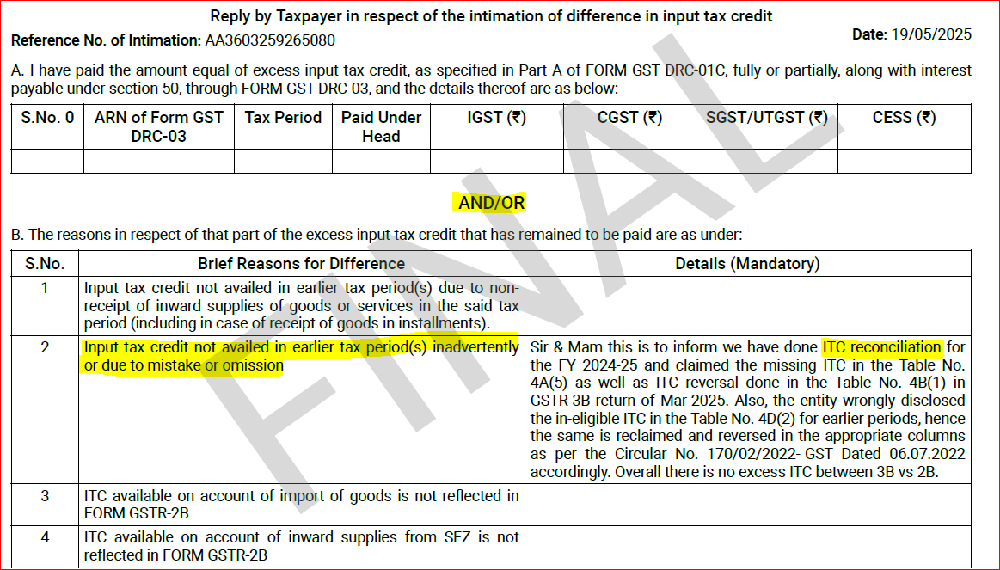 Reply by Taxpayer in respect of the intimation of difference in input tax credit
Reference No. of Intimation: AA3603259265080
Date: 19/05/2025
A. I have paid the amount equal of excess input tax credit, as specified in Part A of FORM GST DRC-01C, fully or partially, along with interest
payable under section 50, through FORM GST DRC-03, and the details thereof are as below:
S.No. 0 ARN of Form GST Tax Period Paid Under IGST (₹) CGST (₹) SGST/UTGST (₹) CESS (₹)
DRC-03 Head
AND/OR
B. The reasons in respect of that part of the excess input tax credit that has remained to be paid are as under:
S.No. Brief Reasons for Difference Details (Mandatory)
1 Input tax credit not availed in earlier tax period(s) due to non-
receipt of inward supplies of goods or services in the said tax
period (including in case of receipt of goods in installments).
2 Input tax credit not availed in earlier tax period(s) inadvertently
or due to mistake or omission
Sir & Mam this is to inform we have done ITC reconciliation for
the FY 2024-25 and claimed the missing ITC in the Table No.
4A(5) as well as ITC reversal done in the Table No. 4B(1) in
GSTR-3B return of Mar-2025. Also, the entity wrongly disclosed
the in-eligible ITC in the Table No. 4D(2) for earlier periods, hence
the same is reclaimed and reversed in the appropriate columns
as per the Circular No. 170/02/2022- GST Dated 06.07.2022
accordingly. Overall there is no excess ITC between 3B vs 2B.
3 ITC available on account of import of goods is not reflected in
FORM GSTR-2B
4 ITC available on account of inward supplies from SEZ is not
reflected in FORM GSTR-2B
FINAL